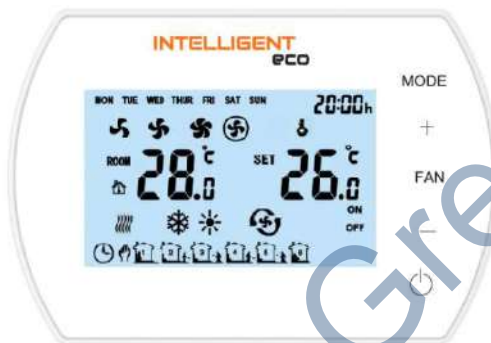 INTELLIGENT
eco
MODE
MON TUE WED THUR FRI SAT SUN 20:00h
+
ROOM 28.0 °C SET 26.0 °C
FAN
ON
OFF
−
Gre